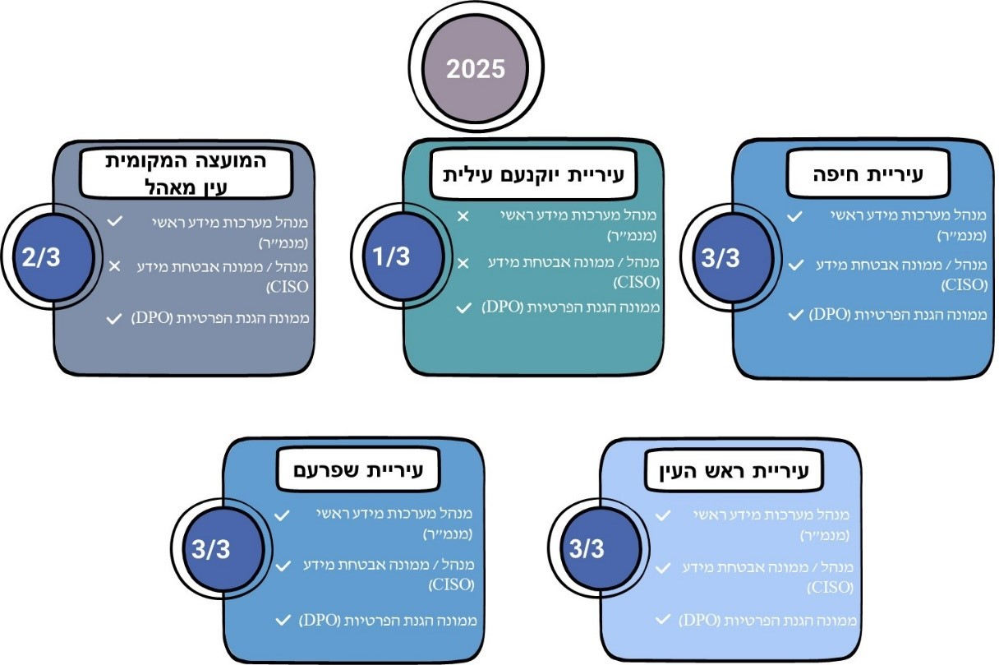 2025
עיריית חיפה
מנהל מערכות מידע ראשי
(מנמ״ר)
מנהל / ממונה אבטחת מידע
(CISO)
ממונה הגנת הפרטיות (DPO)
3/3
עיריית יוקנעם עילית
מנהל מערכות מידע ראשי
(מנמ״ר)
מנהל / ממונה אבטחת מידע
(CISO)
ממונה הגנת הפרטיות (DPO)
1/3
המועצה המקומית
עין מאהל
מנהל מערכות מידע ראשי
(מנמ״ר)
מנהל / ממונה אבטחת מידע
CISO)
ממונה הגנת הפרטיות (DPO)
2/3
עיריית ראש העין
מנהל מערכות מידע ראשי
(מנמ״ר)
מנהל / ממונה אבטחת מידע
(CISO)
ממונה הגנת הפרטיות (DPO)
3/3
עיריית שפרעם
מנהל מערכות מידע ראשי
(מנמ״ר)
מנהל / ממונה אבטחת מידע
(CISO)
ממונה הגנת הפרטיות (DPO)
3/3